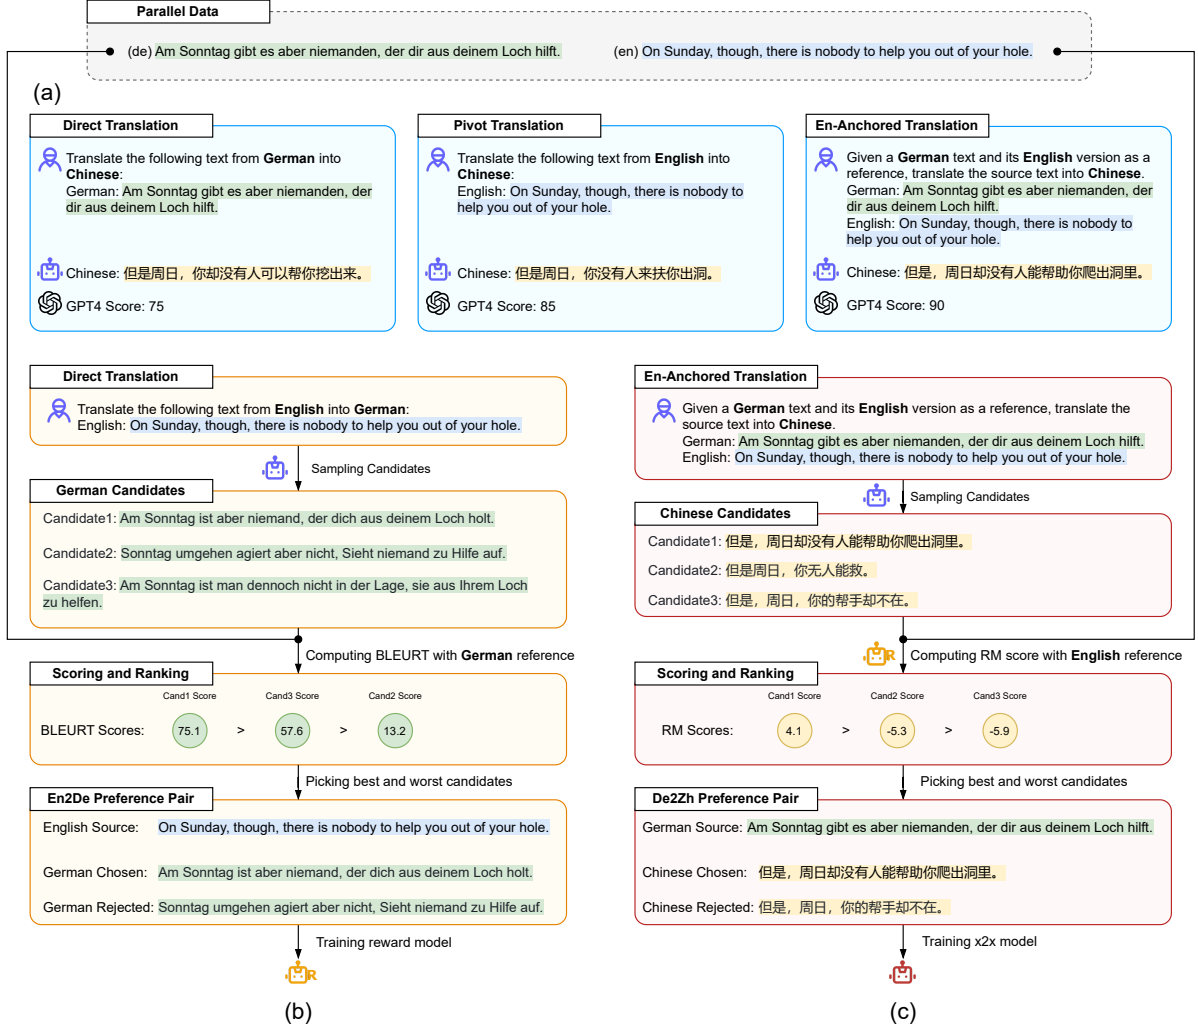 Parallel Data
(de) Am Sonntag gibt es aber niemanden, der dir aus deinem Loch hilft.
(en) On Sunday, though, there is nobody to help you out of your hole.
(a)
Direct Translation
Translate the following text from German into
Chinese:
German: Am Sonntag gibt es aber niemanden, der
dir aus deinem Loch hilft.
Chinese: 但是周日，你却没有人可以帮你挖出来。
GPT4 Score: 75
Pivot Translation
Translate the following text from English into
Chinese:
English: On Sunday, though, there is nobody to
help you out of your hole.
Chinese: 但是周日，你没有人来扶你出洞。
GPT4 Score: 85
En-Anchored Translation
Given a German text and its English version as a
reference, translate the source text into Chinese.
German: Am Sonntag gibt es aber niemanden, der
dir aus deinem Loch hilft.
English: On Sunday, though, there is nobody to
help you out of your hole.
Chinese: 但是，周日却没有人能帮助你爬出洞里。
GPT4 Score: 90
Direct Translation
Translate the following text from English into German:
English: On Sunday, though, there is nobody to help you out of your hole.
Sampling Candidates
German Candidates
Candidate1: Am Sonntag ist aber niemand, der dich aus deinem Loch holt.
Candidate2: Sonntag umgehen agiert aber nicht, Sieht niemand zu Hilfe auf.
Candidate3: Am Sonntag ist man dennoch nicht in der Lage, sie aus Ihrem Loch
zu helfen.
Computing BLEURT with German reference
Scoring and Ranking
Cand1 Score
Cand3 Score
Cand2 Score
BLEURT Scores: 75.1 > 57.6 > 13.2
Picking best and worst candidates
En2De Preference Pair
English Source: On Sunday, though, there is nobody to help you out of your hole.
German Chosen: Am Sonntag ist aber niemand, der dich aus deinem Loch holt.
German Rejected: Sonntag umgehen agiert aber nicht, Sieht niemand zu Hilfe auf.
Training reward model
R
(b)
En-Anchored Translation
Given a German text and its English version as a reference, translate the
source text into Chinese.
German: Am Sonntag gibt es aber niemanden, der dir aus deinem Loch hilft.
English: On Sunday, though, there is nobody to help you out of your hole.
Sampling Candidates
Chinese Candidates
Candidate1: 但是，周日却没有人能帮助你爬出洞里。
Candidate2: 但是周日，你无人能救。
Candidate3: 但是，周日，你的帮手却不在。
R
Computing RM score with English reference
Scoring and Ranking
Cand1 Score
Cand2 Score
Cand3 Score
RM Scores: 4.1 > -5.3 > -5.9
Picking best and worst candidates
De2Zh Preference Pair
German Source: Am Sonntag gibt es aber niemanden, der dir aus deinem Loch hilft.
Chinese Chosen: 但是，周日却没有人能帮助你爬出洞里。
Chinese Rejected: 但是，周日，你的帮手却不在。
Training x2x model
(c)